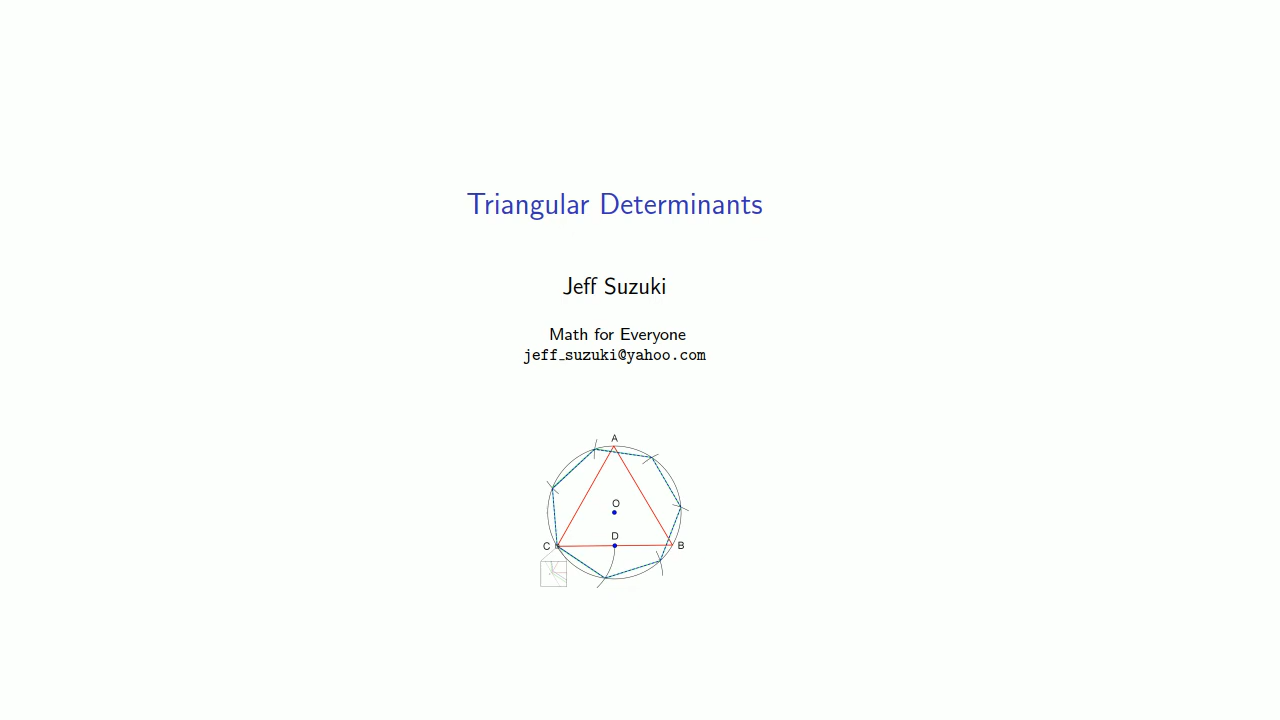 Triangular Determinants
Jeff Suzuki
Math for Everyone
jeff_suzuki@yahoo.com
A
O
D
C
B